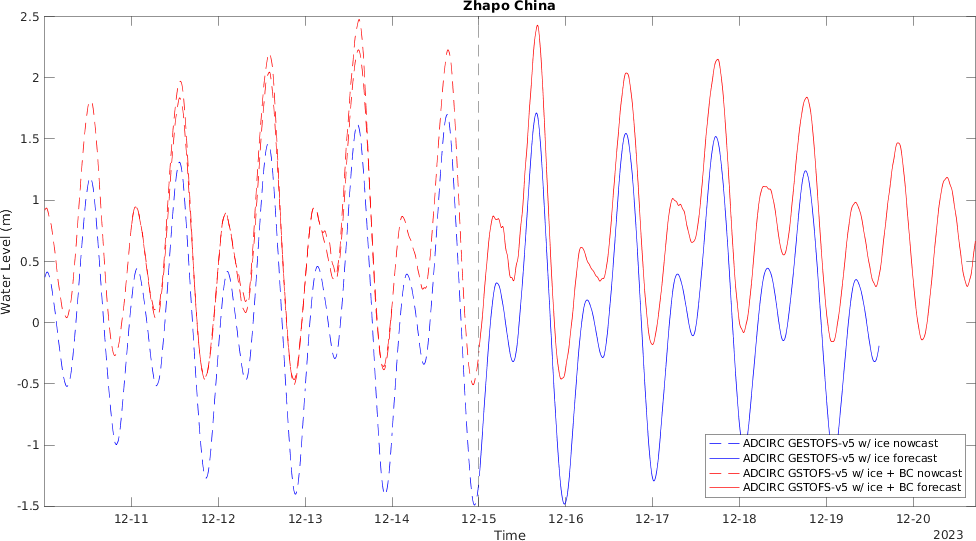 Zhapo China
2.5
2
1.5
1
0.5
0
-0.5
-1
-1.5
Water Level (m)
12-11 12-12 12-13 12-14 12-15 12-16 12-17 12-18 12-19 12-20
Time
2023
ADCIRC GESTOFS-v5 w/ ice nowcast
ADCIRC GESTOFS-v5 w/ ice forecast
ADCIRC GSTOFS-v5 w/ ice + BC nowcast
ADCIRC GSTOFS-v5 w/ ice + BC forecast